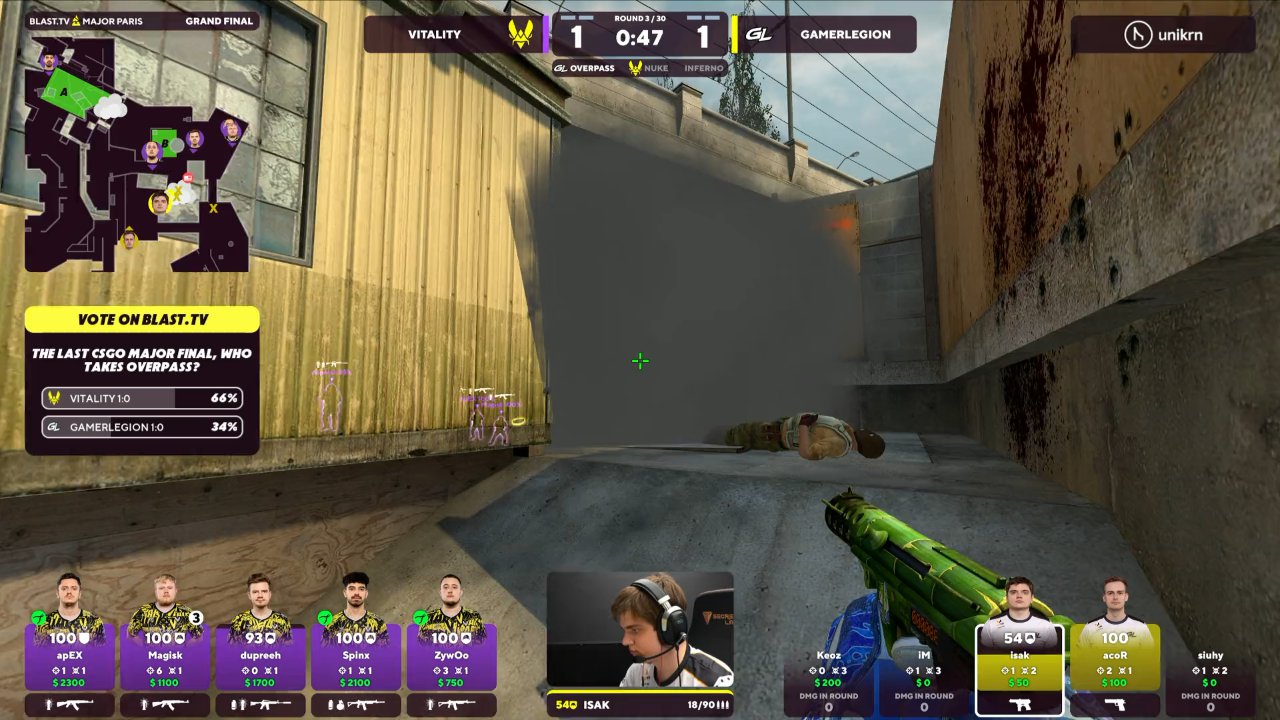 BLAST.TV MAJOR PARIS GRAND FINAL
VITALITY
1
ROUND 3 / 30
0:47
1
GL
GAMERLEGION
unikrn
GL OVERPASS NUKE INFERNO
A
B
X
VOTE ON BLAST.TV
THE LAST CSGO MAJOR FINAL, WHO
TAKES OVERPASS?
VITALITY 1:0 66%
GL GAMERLEGION 1:0 34%
100
apEX
1 1
$2300
3
100
Magisk
4 1
$1100
93
dupreeh
0 1
$1700
100
Spinx
1 1
$2100
100
ZywOo
3 1
$750
54 ISAK 18/90
Keoz
0 3
$200
DMG IN ROUND
0
iM
1 3
$0
DMG IN ROUND
0
54
isak
1 2
$50
100
acoR
2 1
$100
siuhy
1 2
$0
DMG IN ROUND
0